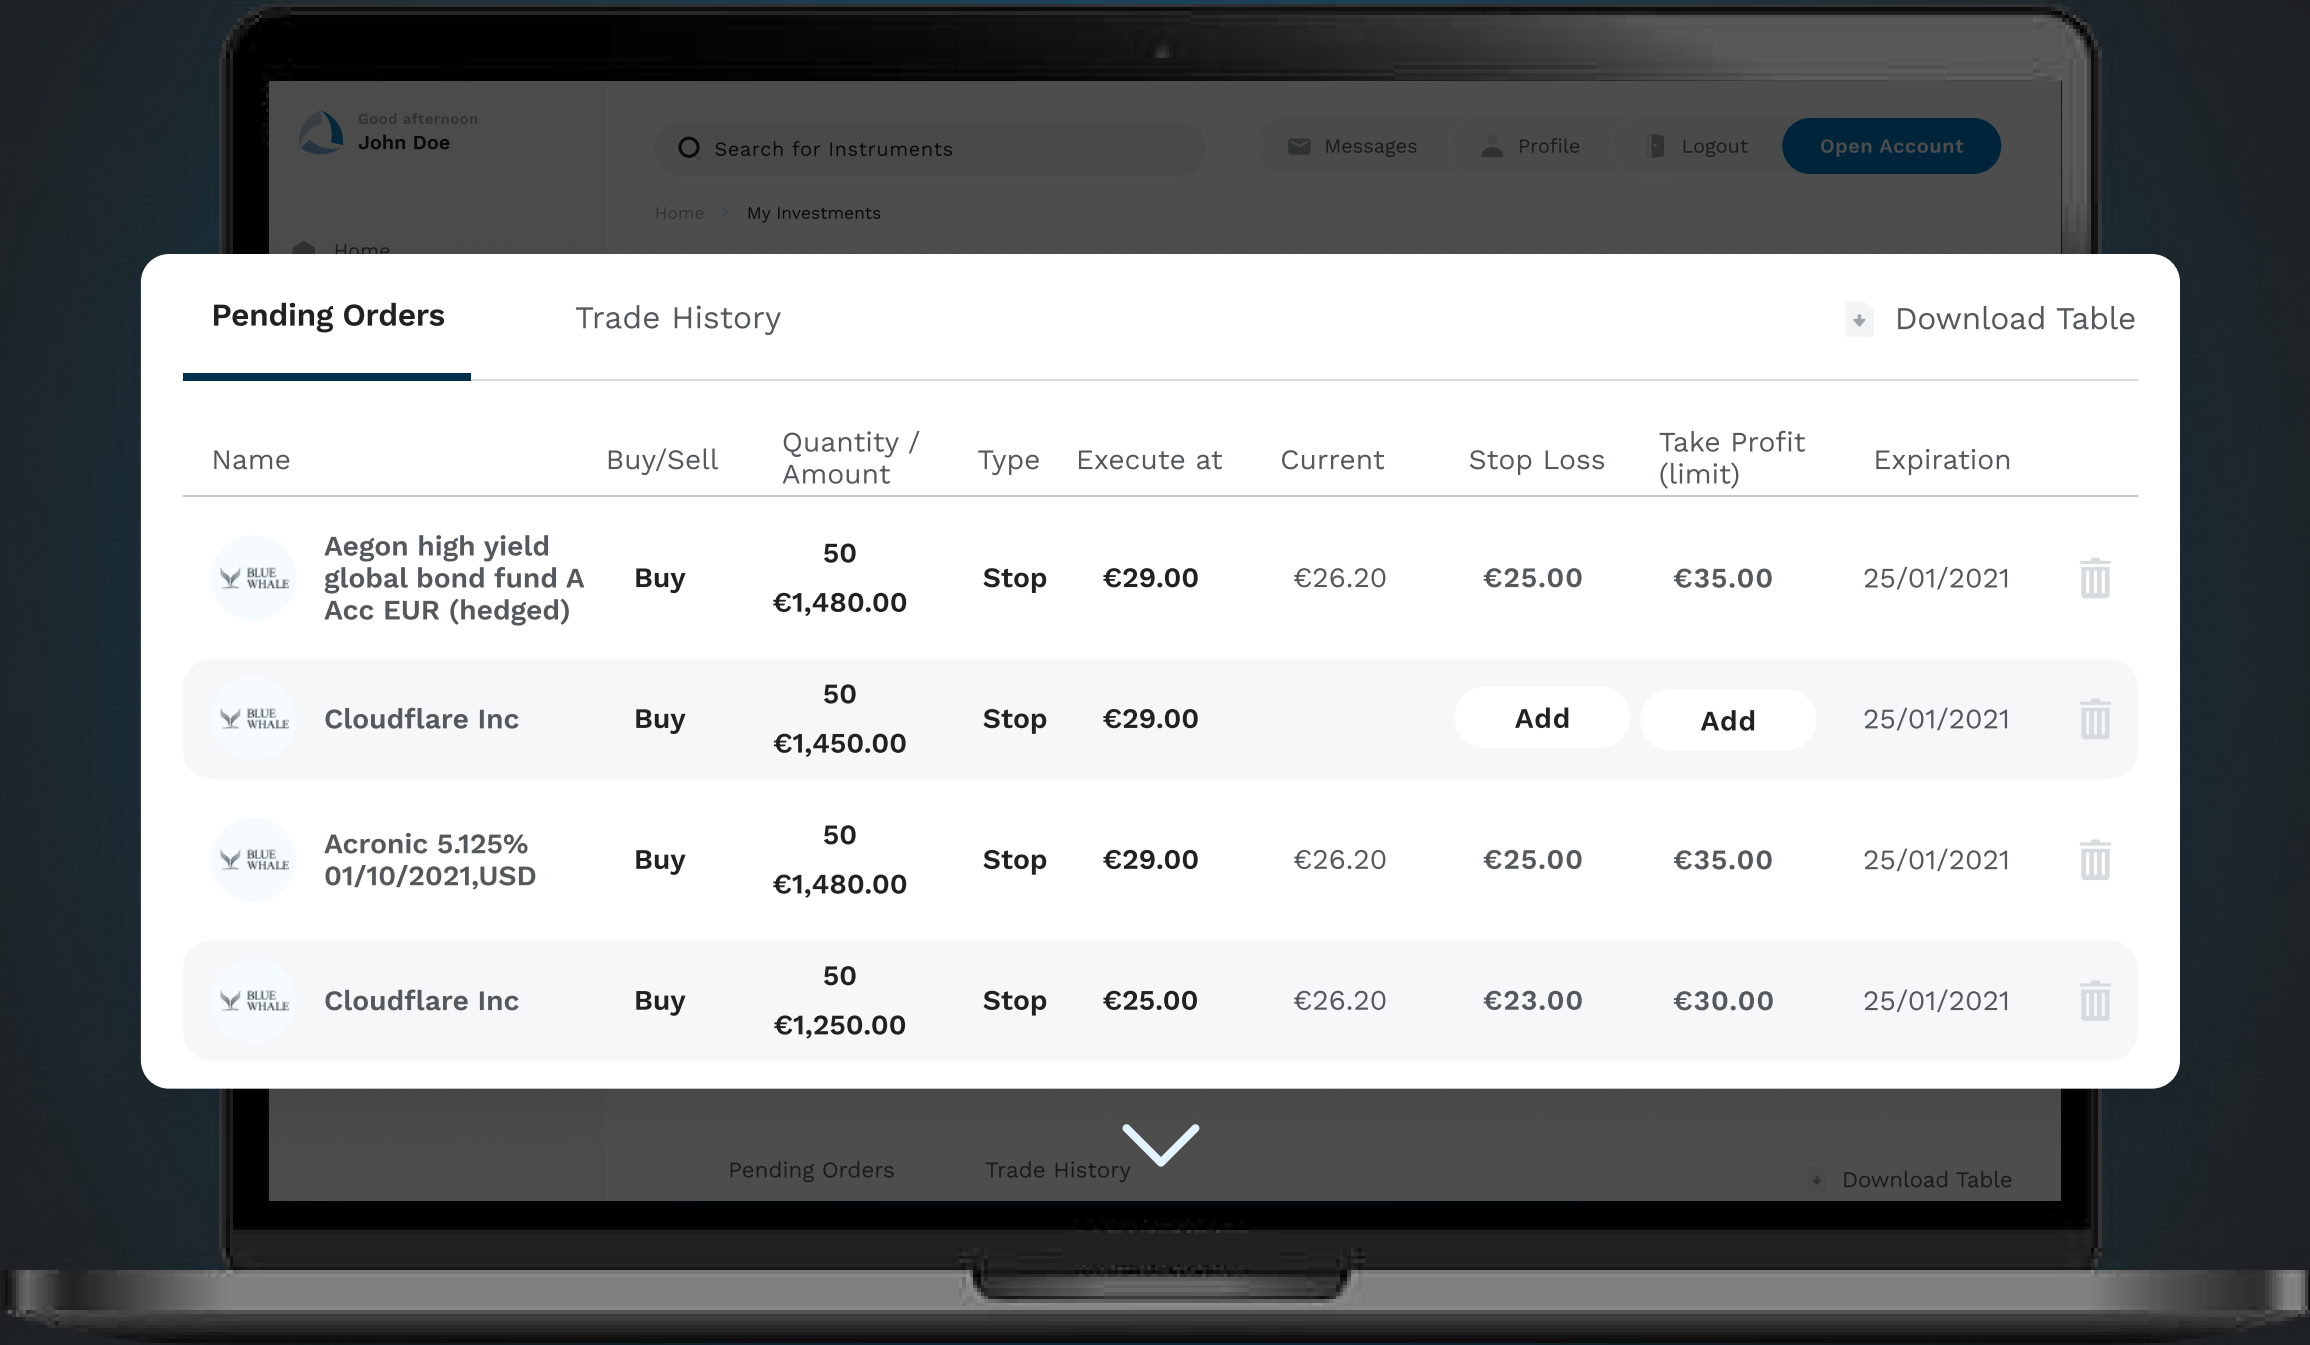 Good afternoon
John Doe
Search for Instruments
Messages
Profile
Logout
Open Account
Home
My Investments
Home
Pending Orders
Trade History
Download Table
Name
Buy/Sell
Quantity /
Amount
Type
Execute at
Current
Stop Loss
Take Profit
(limit)
Expiration
BLUE
WHALE
Aegon high yield
global bond fund A
Acc EUR (hedged)
Buy
50
€1,480.00
Stop
€29.00
€26.20
€25.00
€35.00
25/01/2021
BLUE
WHALE
Cloudflare Inc
Buy
50
€1,450.00
Stop
€29.00
Add
Add
25/01/2021
BLUE
WHALE
Acronic 5.125%
01/10/2021,USD
Buy
50
€1,480.00
Stop
€29.00
€26.20
€25.00
€35.00
25/01/2021
BLUE
WHALE
Cloudflare Inc
Buy
50
€1,250.00
Stop
€25.00
€26.20
€23.00
€30.00
25/01/2021
Pending Orders
Trade History
Download Table